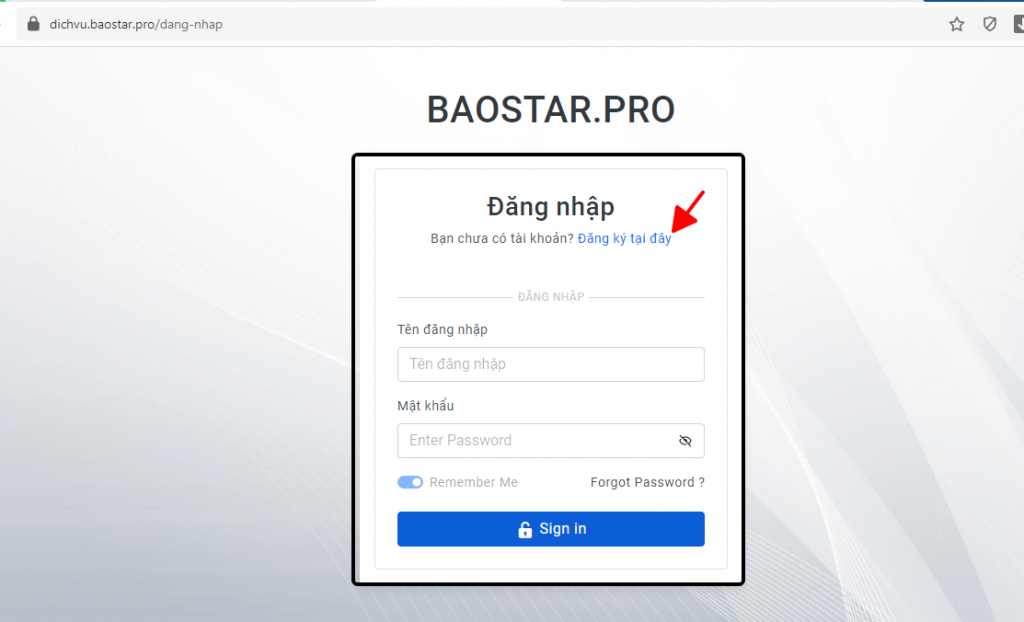 dichvu.baostar.pro/dang-nhap
BAOSTAR.PRO
Đăng nhập
Bạn chưa có tài khoản? Đăng ký tại đây
ĐĂNG NHẬP
Tên đăng nhập
Tên đăng nhập
Mật khẩu
Enter Password
Remember Me Forgot Password ?
Sign in